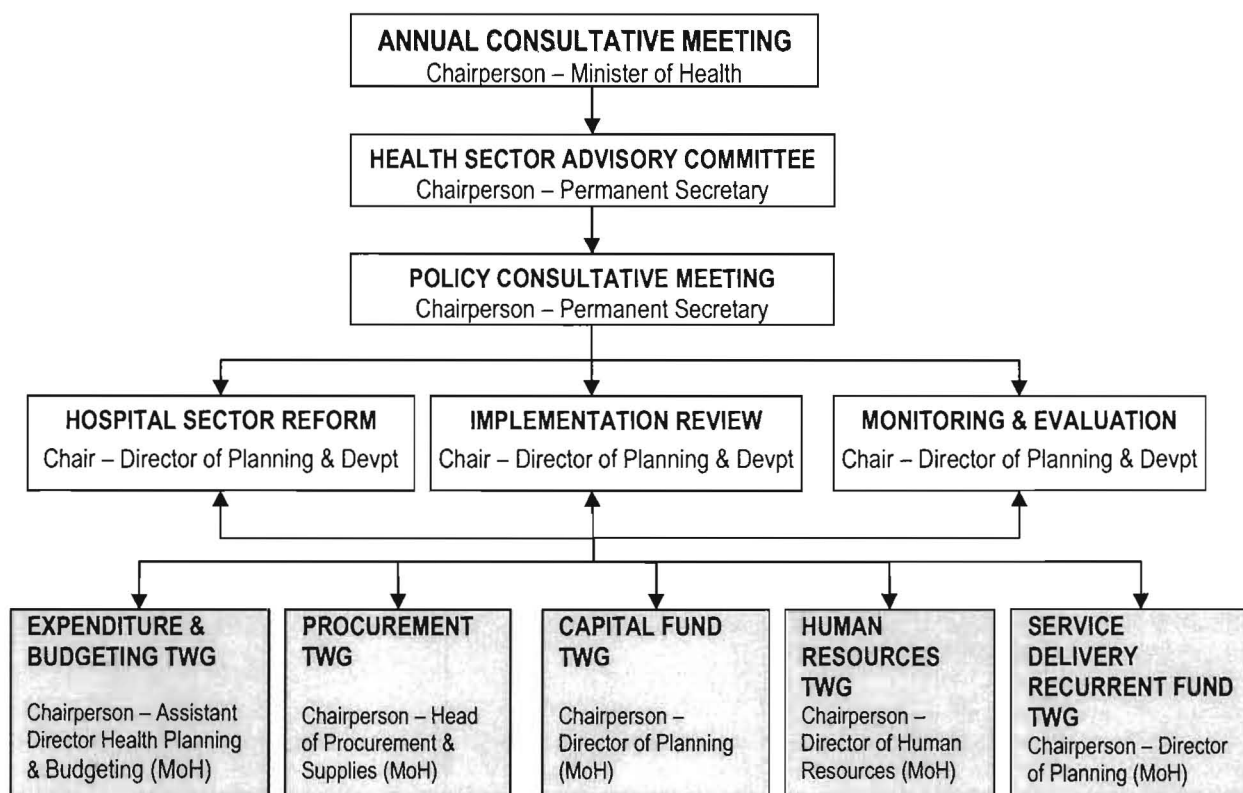 ANNUAL CONSULTATIVE MEETING
Chairperson – Minister of Health
HEALTH SECTOR ADVISORY COMMITTEE
Chairperson – Permanent Secretary
POLICY CONSULTATIVE MEETING
Chairperson – Permanent Secretary
HOSPITAL SECTOR REFORM
Chair – Director of Planning & Devpt
IMPLEMENTATION REVIEW
Chair – Director of Planning & Devpt
MONITORING & EVALUATION
Chair – Director of Planning & Devpt
EXPENDITURE &
BUDGETING TWG
Chairperson – Assistant
Director Health Planning
& Budgeting (MoH)
PROCUREMENT
TWG
Chairperson – Head
of Procurement &
Supplies (MoH)
CAPITAL FUND
TWG
Chairperson –
Director of Planning
(MoH)
HUMAN
RESOURCES
TWG
Chairperson –
Director of Human
Resources (MoH)
SERVICE
DELIVERY
RECURRENT FUND
TWG
Chairperson – Director
of Planning (MoH)